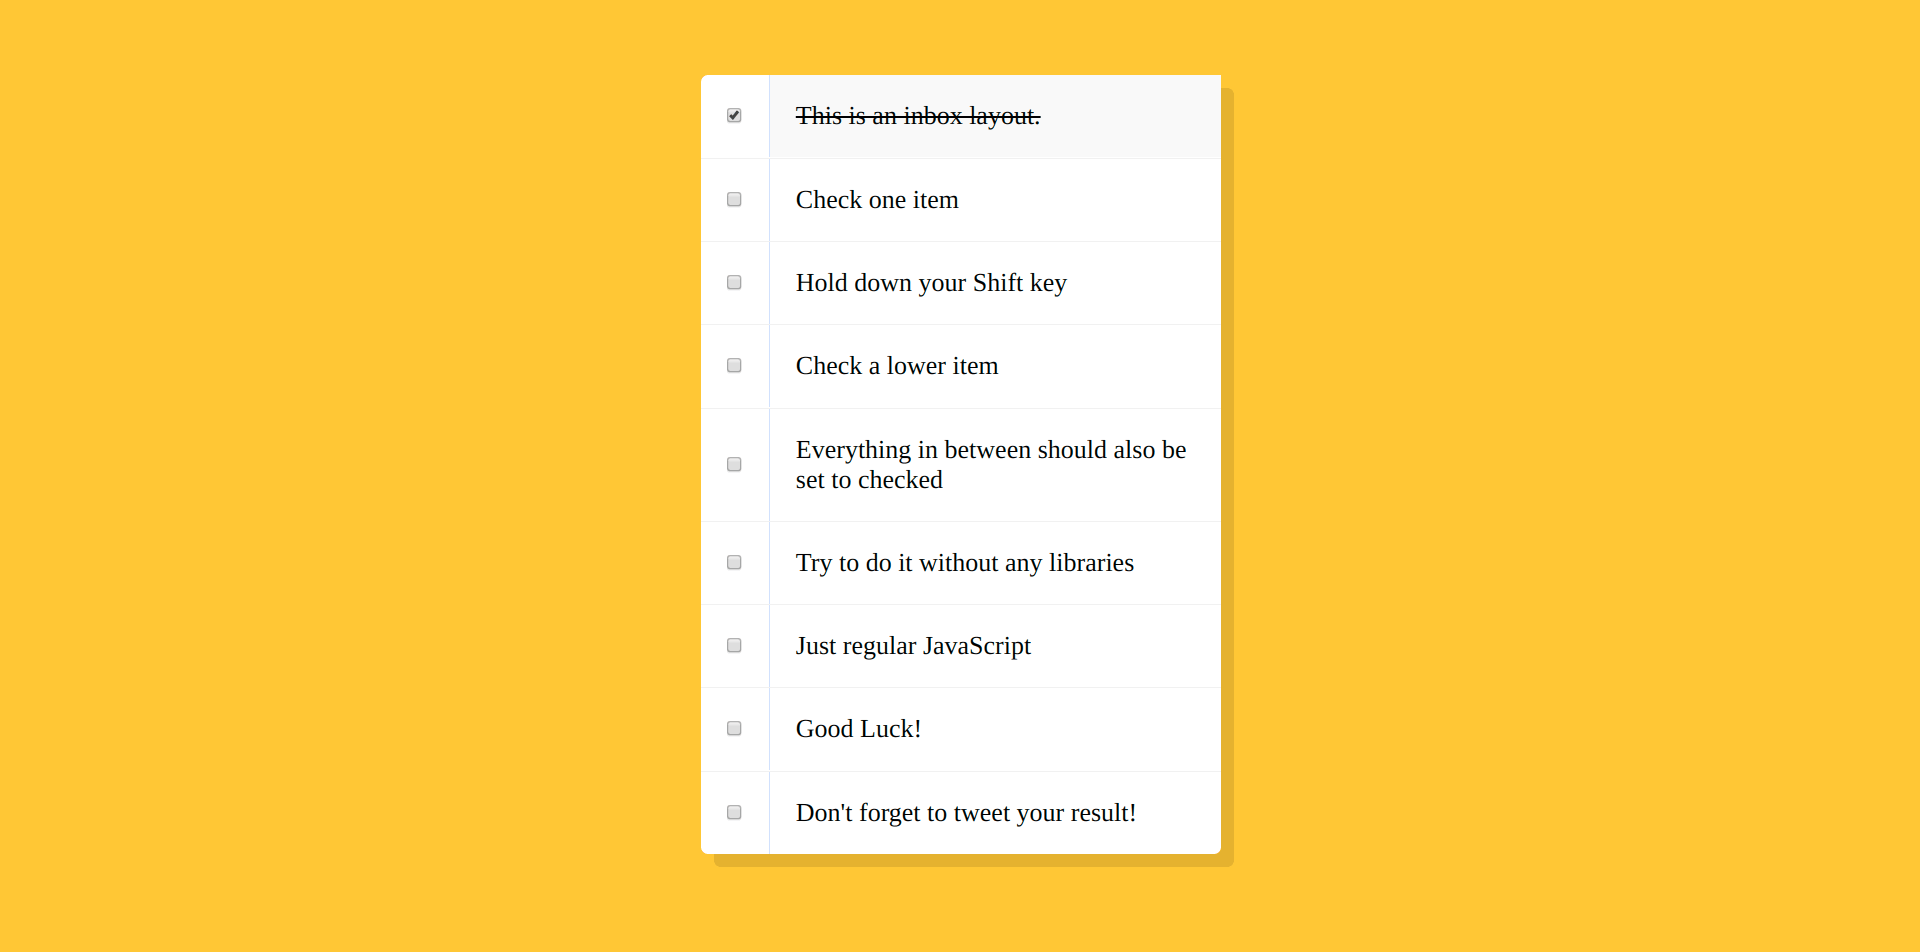 This is an inbox layout.
Check one item
Hold down your Shift key
Check a lower item
Everything in between should also be
set to checked
Try to do it without any libraries
Just regular JavaScript
Good Luck!
Don't forget to tweet your result!